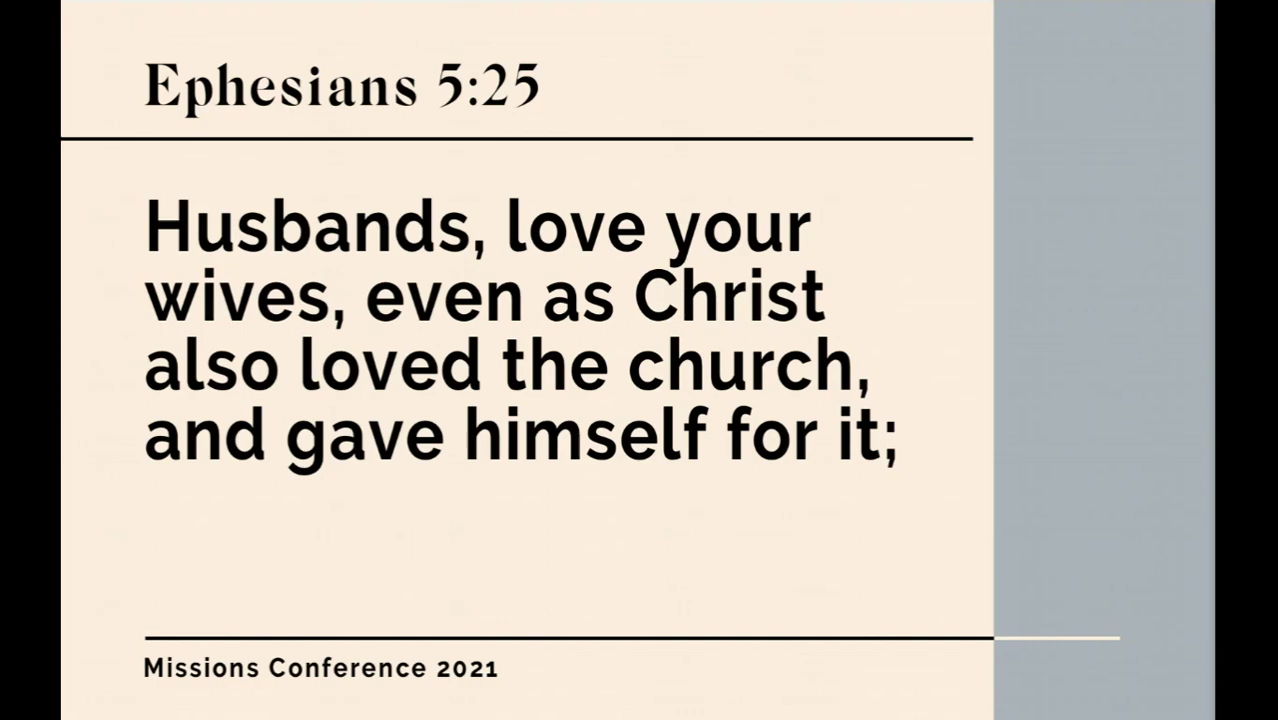 Ephesians 5:25
Husbands, love your
wives, even as Christ
also loved the church,
and gave himself for it;
Missions Conference 2021